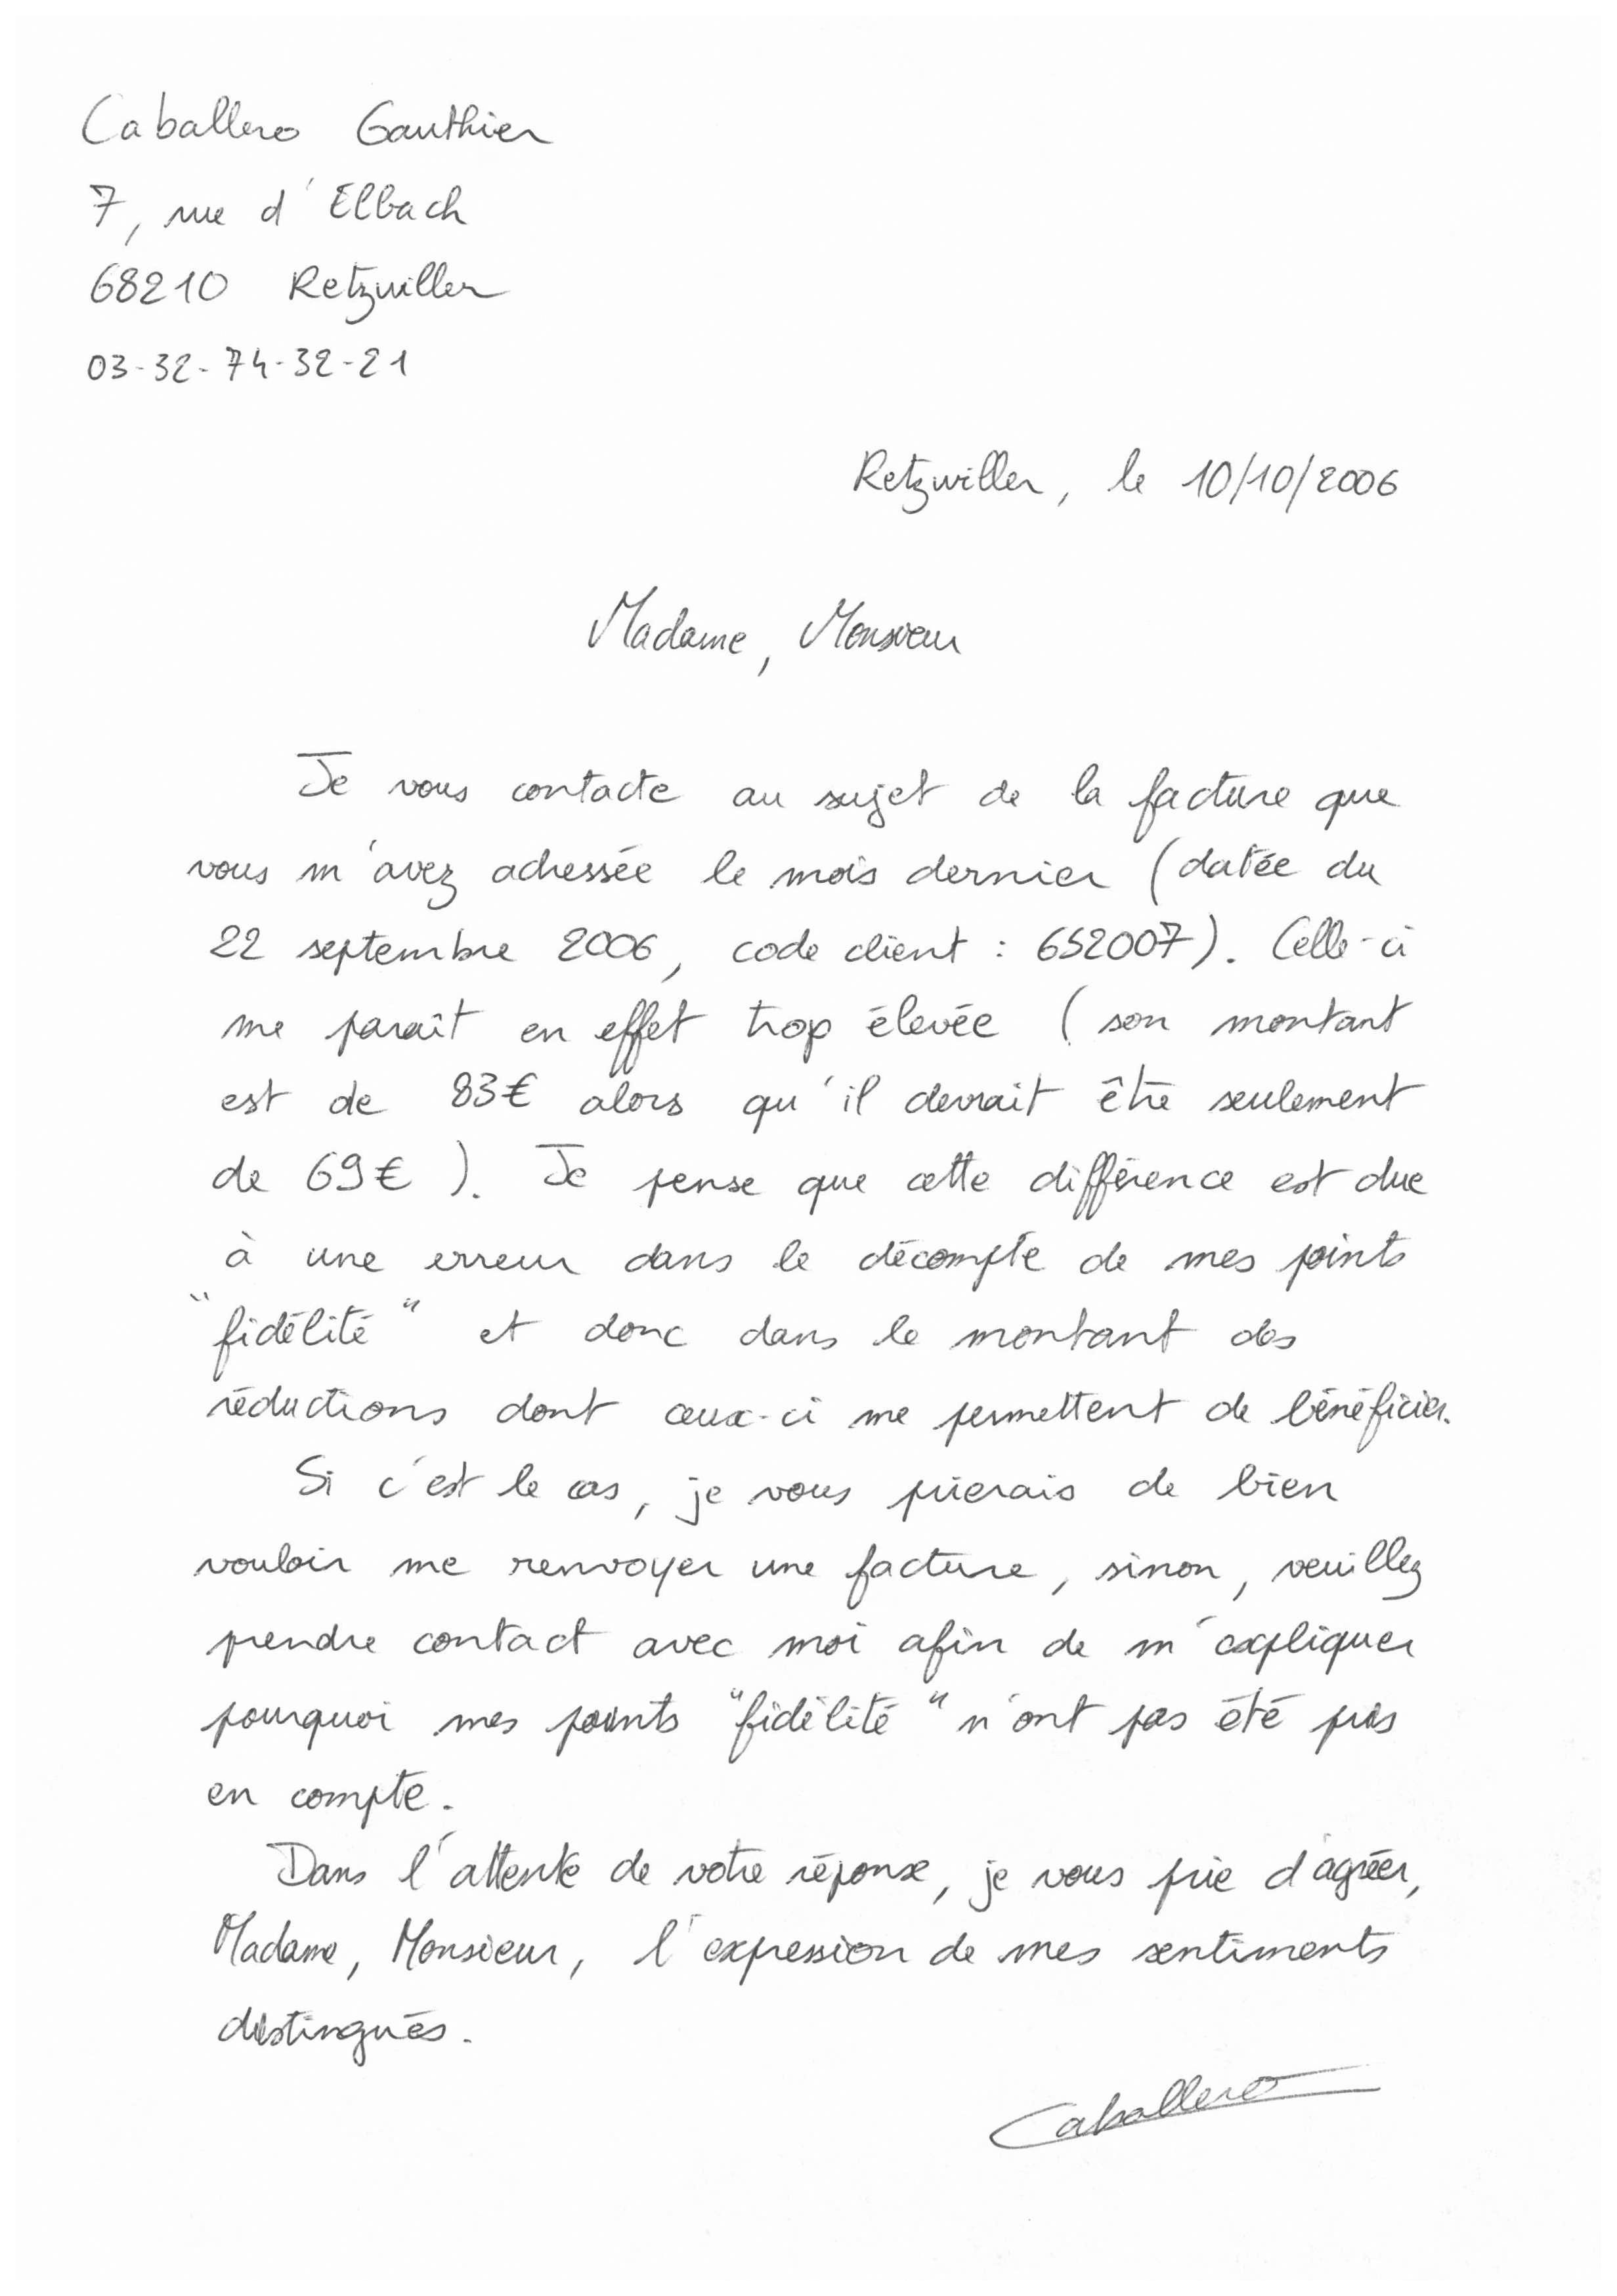 Caballero Gauthier
7, rue d'Elbach
68210 Retzwiller
03-32-74-32-21
Retzwiller, le 10/10/2006
Madame, Monsieur
Je vous contacte au sujet de la facture que
vous m'avez adressée le mois dernier (datée du
22 septembre 2006, code client : 652007). Celle-ci
me paraît en effet trop élevée ( son montant
est de 83€ alors qu'il devrait être seulement
de 69€ ). Je pense que cette différence est due
à une erreur dans le décompte de mes points
"fidélité" et donc dans le montant des
réductions dont ceux-ci me permettent de bénéficier.
Si c'est le cas, je vous prierais de bien
vouloir me renvoyer une facture, sinon, veuillez
prendre contact avec moi afin de m'expliquer
pourquoi mes points "fidélité" n'ont pas été pris
en compte.
Dans l'attente de votre réponse, je vous prie d'agréer,
Madame, Monsieur, l'expression de mes sentiments
distingués.
Caballero